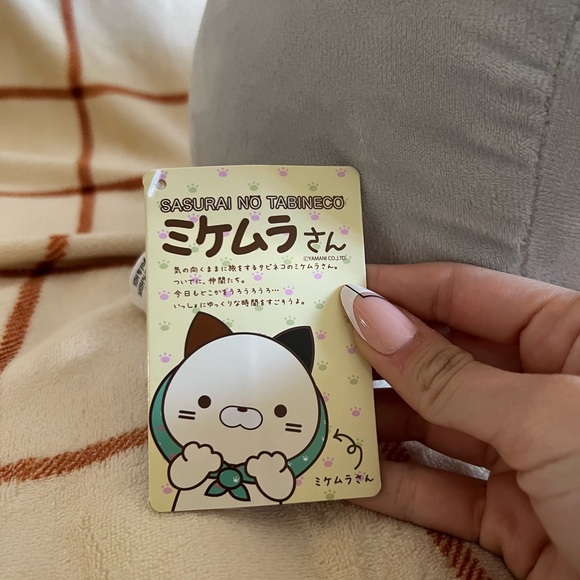 SASURAI NO TABINECO
ミケムラさん
©YAMANI CO.,LTD.
気の向くままに旅をするタビネコのミケムラさん。
ついでに、仲間たち。
今日もどこかをうろうろうろ…
いっしょにゆっくりな時間をすごそうよ。
ミケムラさん